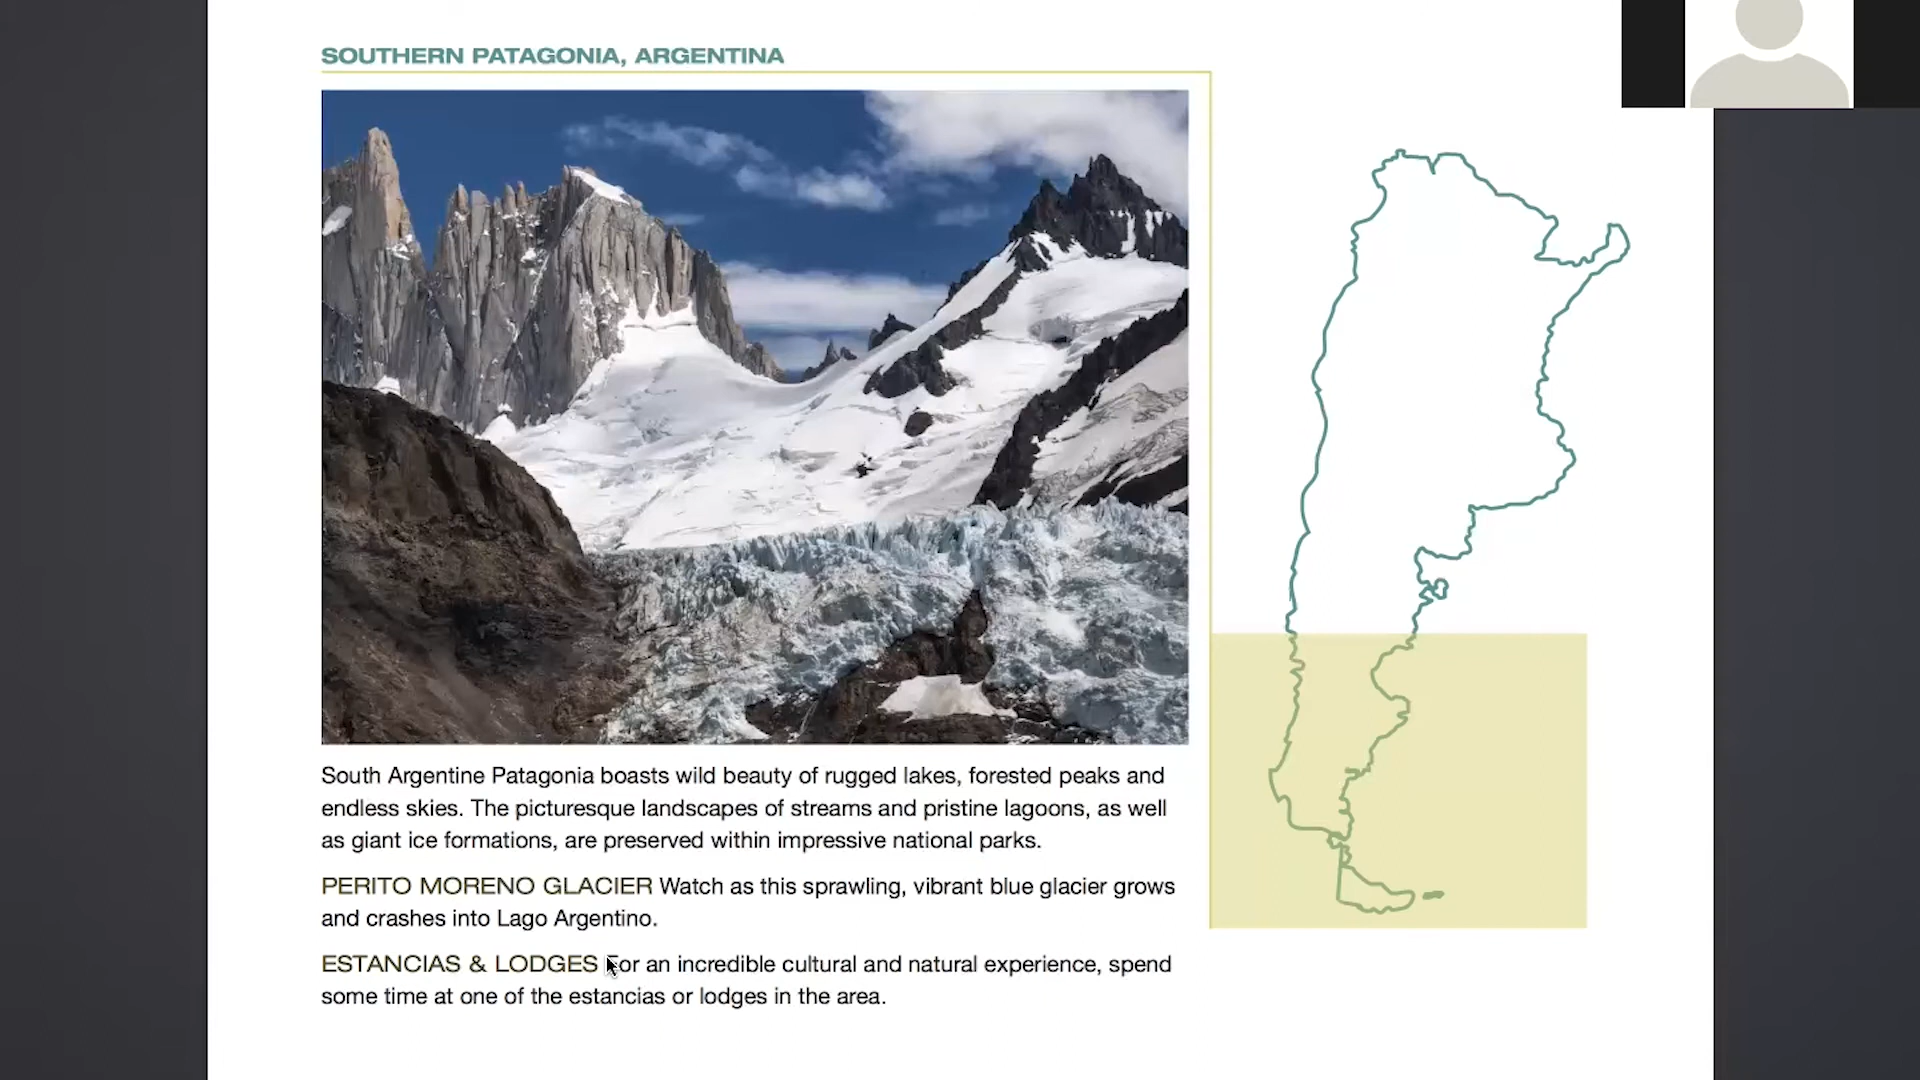 SOUTHERN PATAGONIA, ARGENTINA
South Argentine Patagonia boasts wild beauty of rugged lakes, forested peaks and
endless skies. The picturesque landscapes of streams and pristine lagoons, as well
as giant ice formations, are preserved within impressive national parks.
PERITO MORENO GLACIER Watch as this sprawling, vibrant blue glacier grows
and crashes into Lago Argentino.
ESTANCIAS & LODGES For an incredible cultural and natural experience, spend
some time at one of the estancias or lodges in the area.